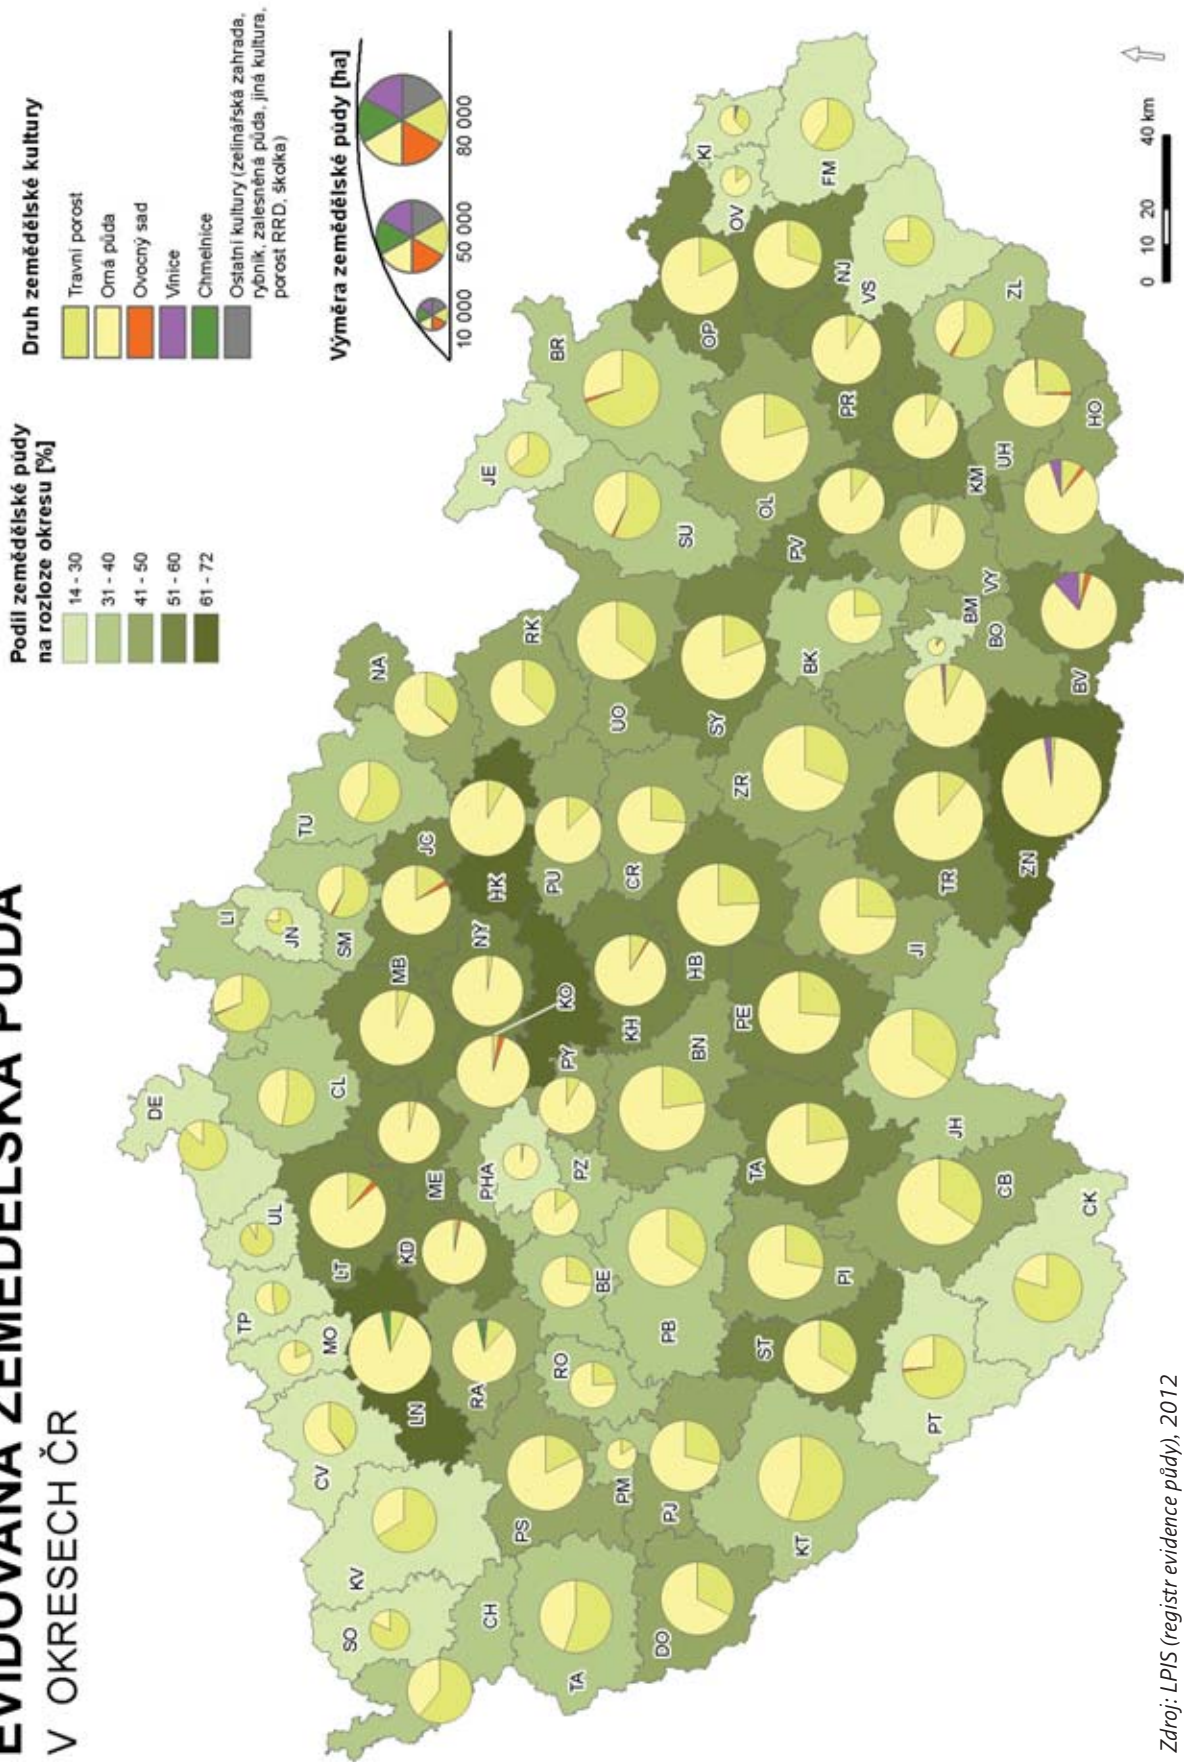 EVIDOVANÁ ZEMĚDĚLSKÁ PŮDA
V OKRESECH ČR
Podíl zemědělské půdy
na rozloze okresu [%]
14 - 30
31 - 40
41 - 50
51 - 60
61 - 72
Druh zemědělské kultury
Travní porost
Orná půda
Ovocný sad
Vinice
Chmelnice
Ostatní kultury (zelinářská zahrada,
rybník, zalesněná půda, jiná kultura,
porost RRD, školka)
Výměra zemědělské půdy [ha]
10 000
50 000
80 000
DE
LI
JN
TU
NA
SM
CL
UL
TP
MO
CV
KV
SO
CH
LT
ME
MB
JC
HK
RK
JE
BR
KD
LN
RA
NY
KO
PHA
PZ
PY
PU
UO
SU
OP
OV
KI
FM
NJ
VS
BE
RO
PS
PM
PJ
TA
DO
KT
PB
BN
KH
CR
SY
OL
PR
PV
HB
ZR
BK
KM
ZL
UH
HO
VY
BM
BO
BV
ST
PI
TA
PE
JI
TR
ZN
PT
CB
CK
JH
0
10
20
40 km
Zdroj: LPIS (registr evidence půdy), 2012